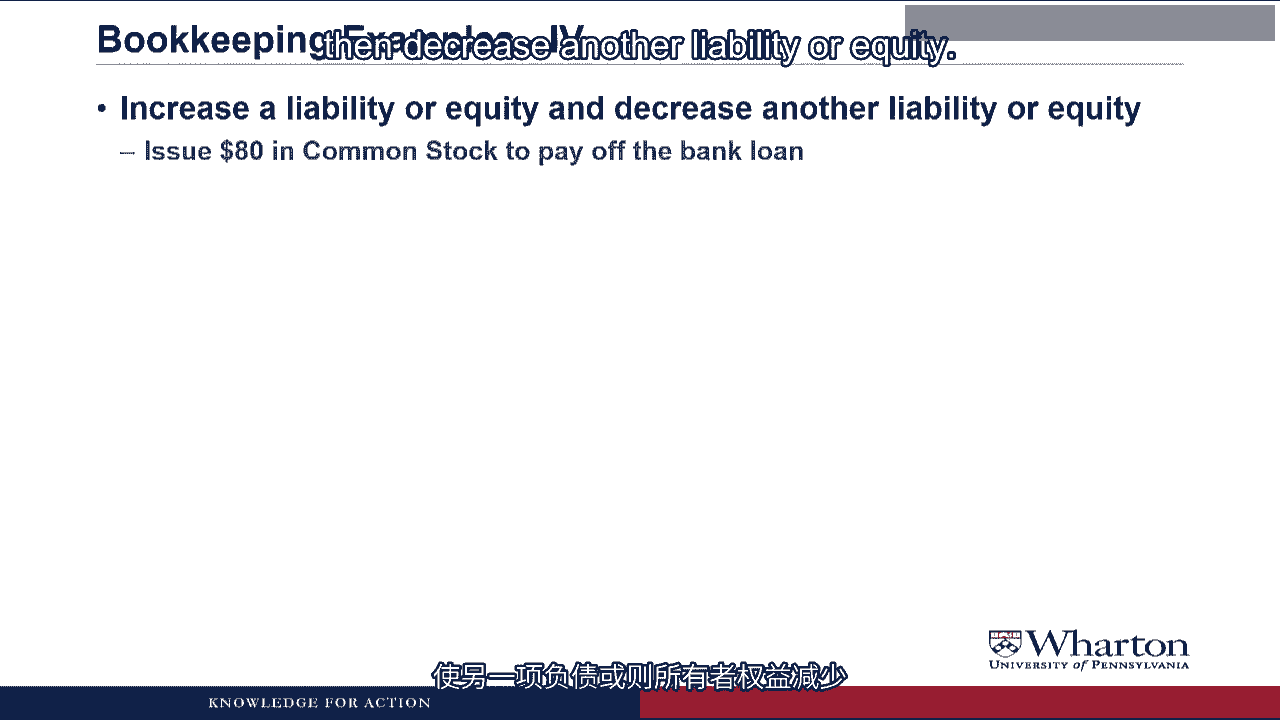 Bookkeeping Examples - IV
then decrease another liability or equity.
• Increase a liability or equity and decrease another liability or equity
– Issue $80 in Common Stock to pay off the bank loan
Wharton
UNIVERSITY of PENNSYLVANIA
使另一项负债或则所有者权益减少
KNOWLEDGE FOR ACTION